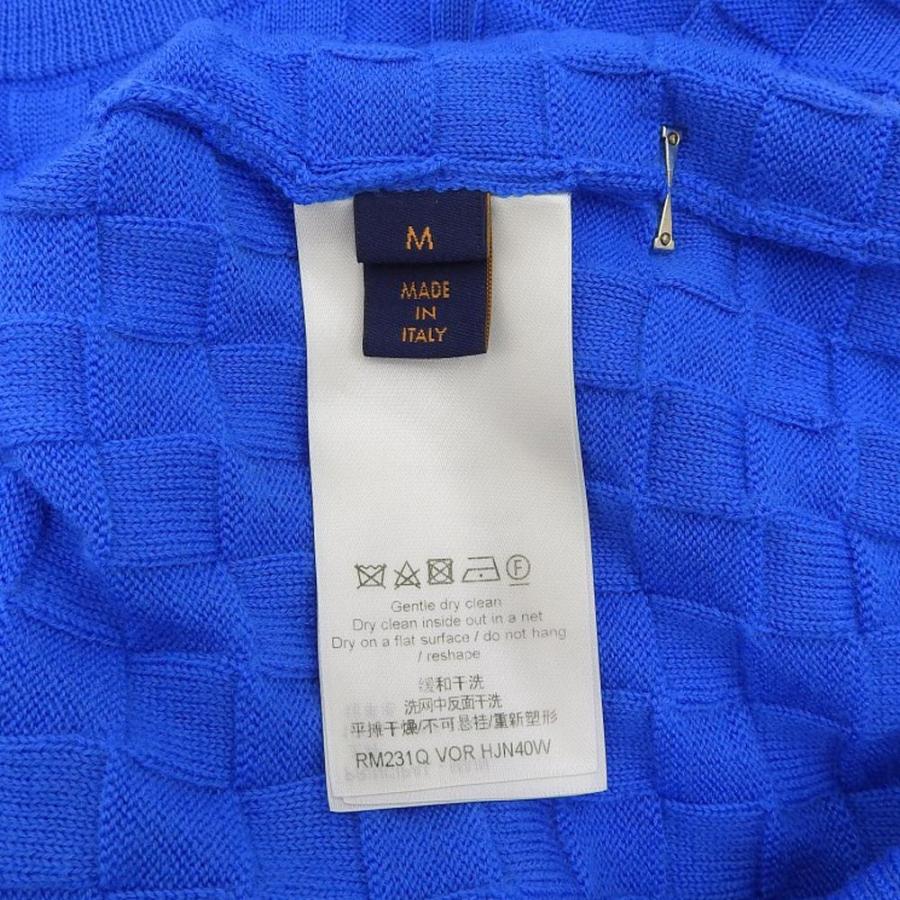 M
MADE
IN
ITALY
F
Gentle dry clean
Dry clean inside out in a net
Dry on a flat surface / do not hang
/ reshape
缓和干洗
洗网中反面干洗
平摊干燥/不可悬挂/重新塑形
RM231Q VOR HJN40W